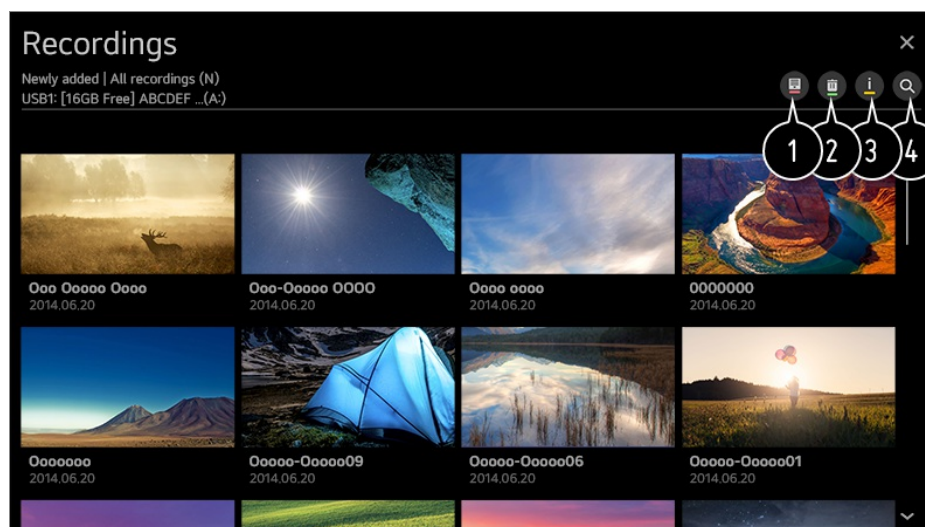 Recordings
Newly added | All recordings (N)
USB1: [16GB Free] ABCDEF ...(A:)
1 2 3 4
Ooo Ooooo Oooo
2014.06.20
Ooo-Ooooo OOOO
2014.06.20
Oooo oooo
2014.06.20
OOOOOOO
2014.06.20
Ooooooo
2014.06.20
Ooooo-Ooooo09
2014.06.20
Ooooo-Ooooo06
2014.06.20
Ooooo-Ooooo01
2014.06.20